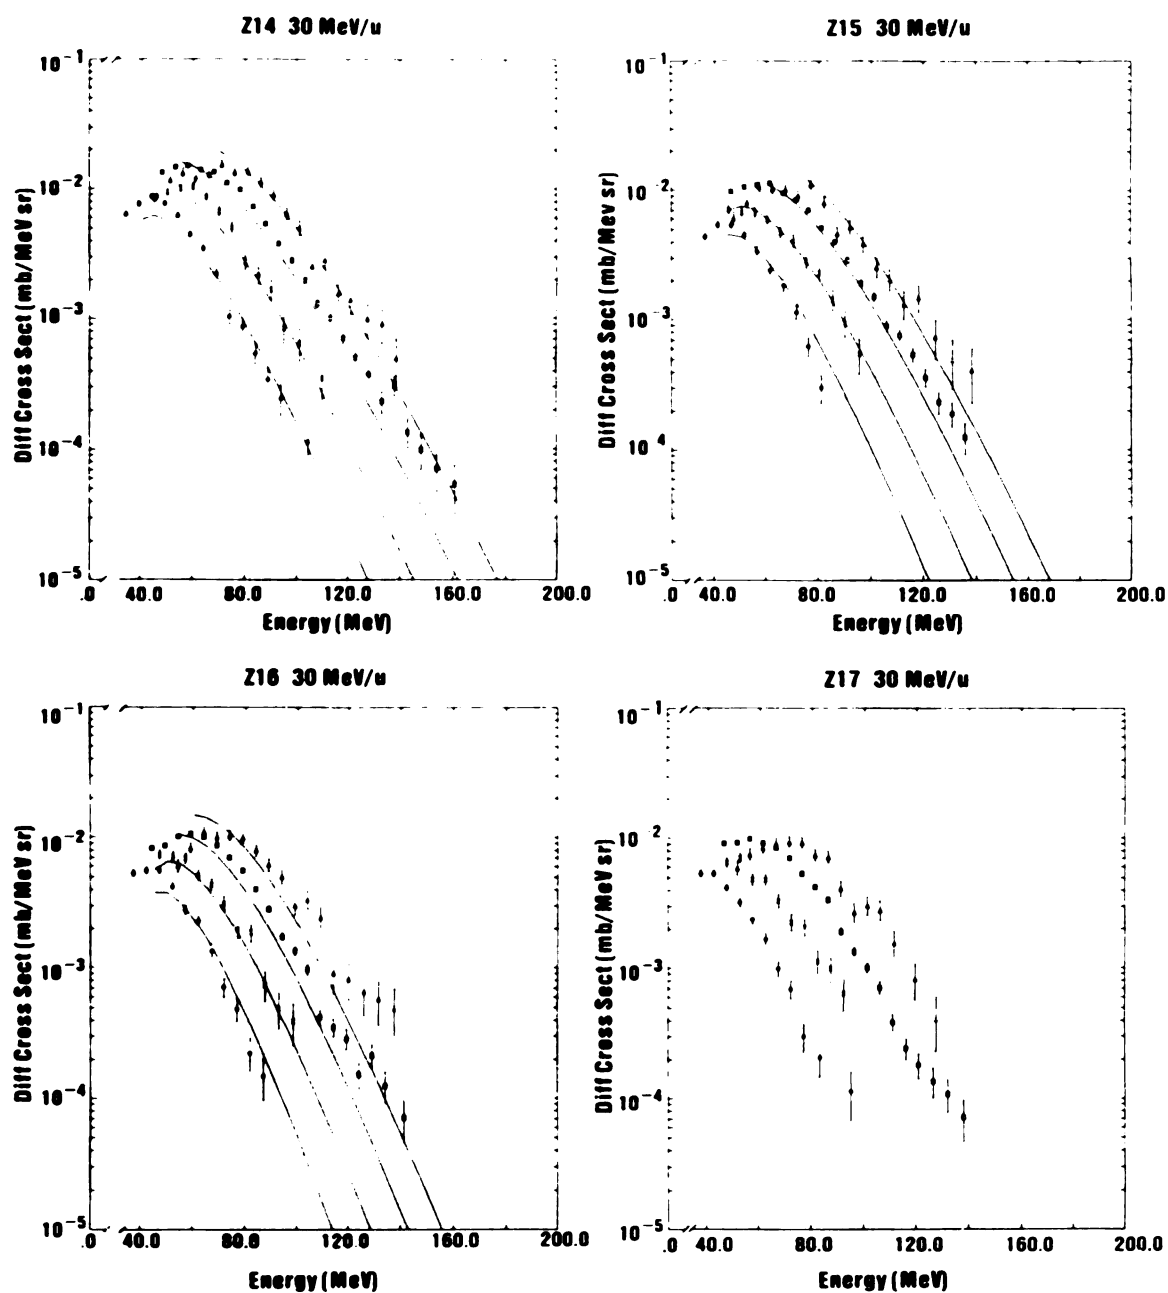 Z14 30 MeV/u
10⁻¹
10⁻²
10⁻³
10⁻⁴
10⁻⁵
Diff Cross Sect (mb/MeV sr)
.0 40.0 80.0 120.0 160.0 200.0
Energy (MeV)
Z15 30 MeV/u
10⁻¹
10⁻²
10⁻³
10⁻⁴
10⁻⁵
Diff Cross Sect (mb/Mev sr)
.0 40.0 80.0 120.0 160.0 200.0
Energy (MeV)
Z16 30 MeV/u
10⁻¹
10⁻²
10⁻³
10⁻⁴
10⁻⁵
Diff Cross Sect (mb/MeV sr)
.0 40.0 80.0 120.0 160.0 200.0
Energy (MeV)
Z17 30 MeV/u
10⁻¹
10⁻²
10⁻³
10⁻⁴
10⁻⁵
Diff Cross Sect (mb/MeV sr)
.0 40.0 80.0 120.0 160.0 200.0
Energy (MeV)